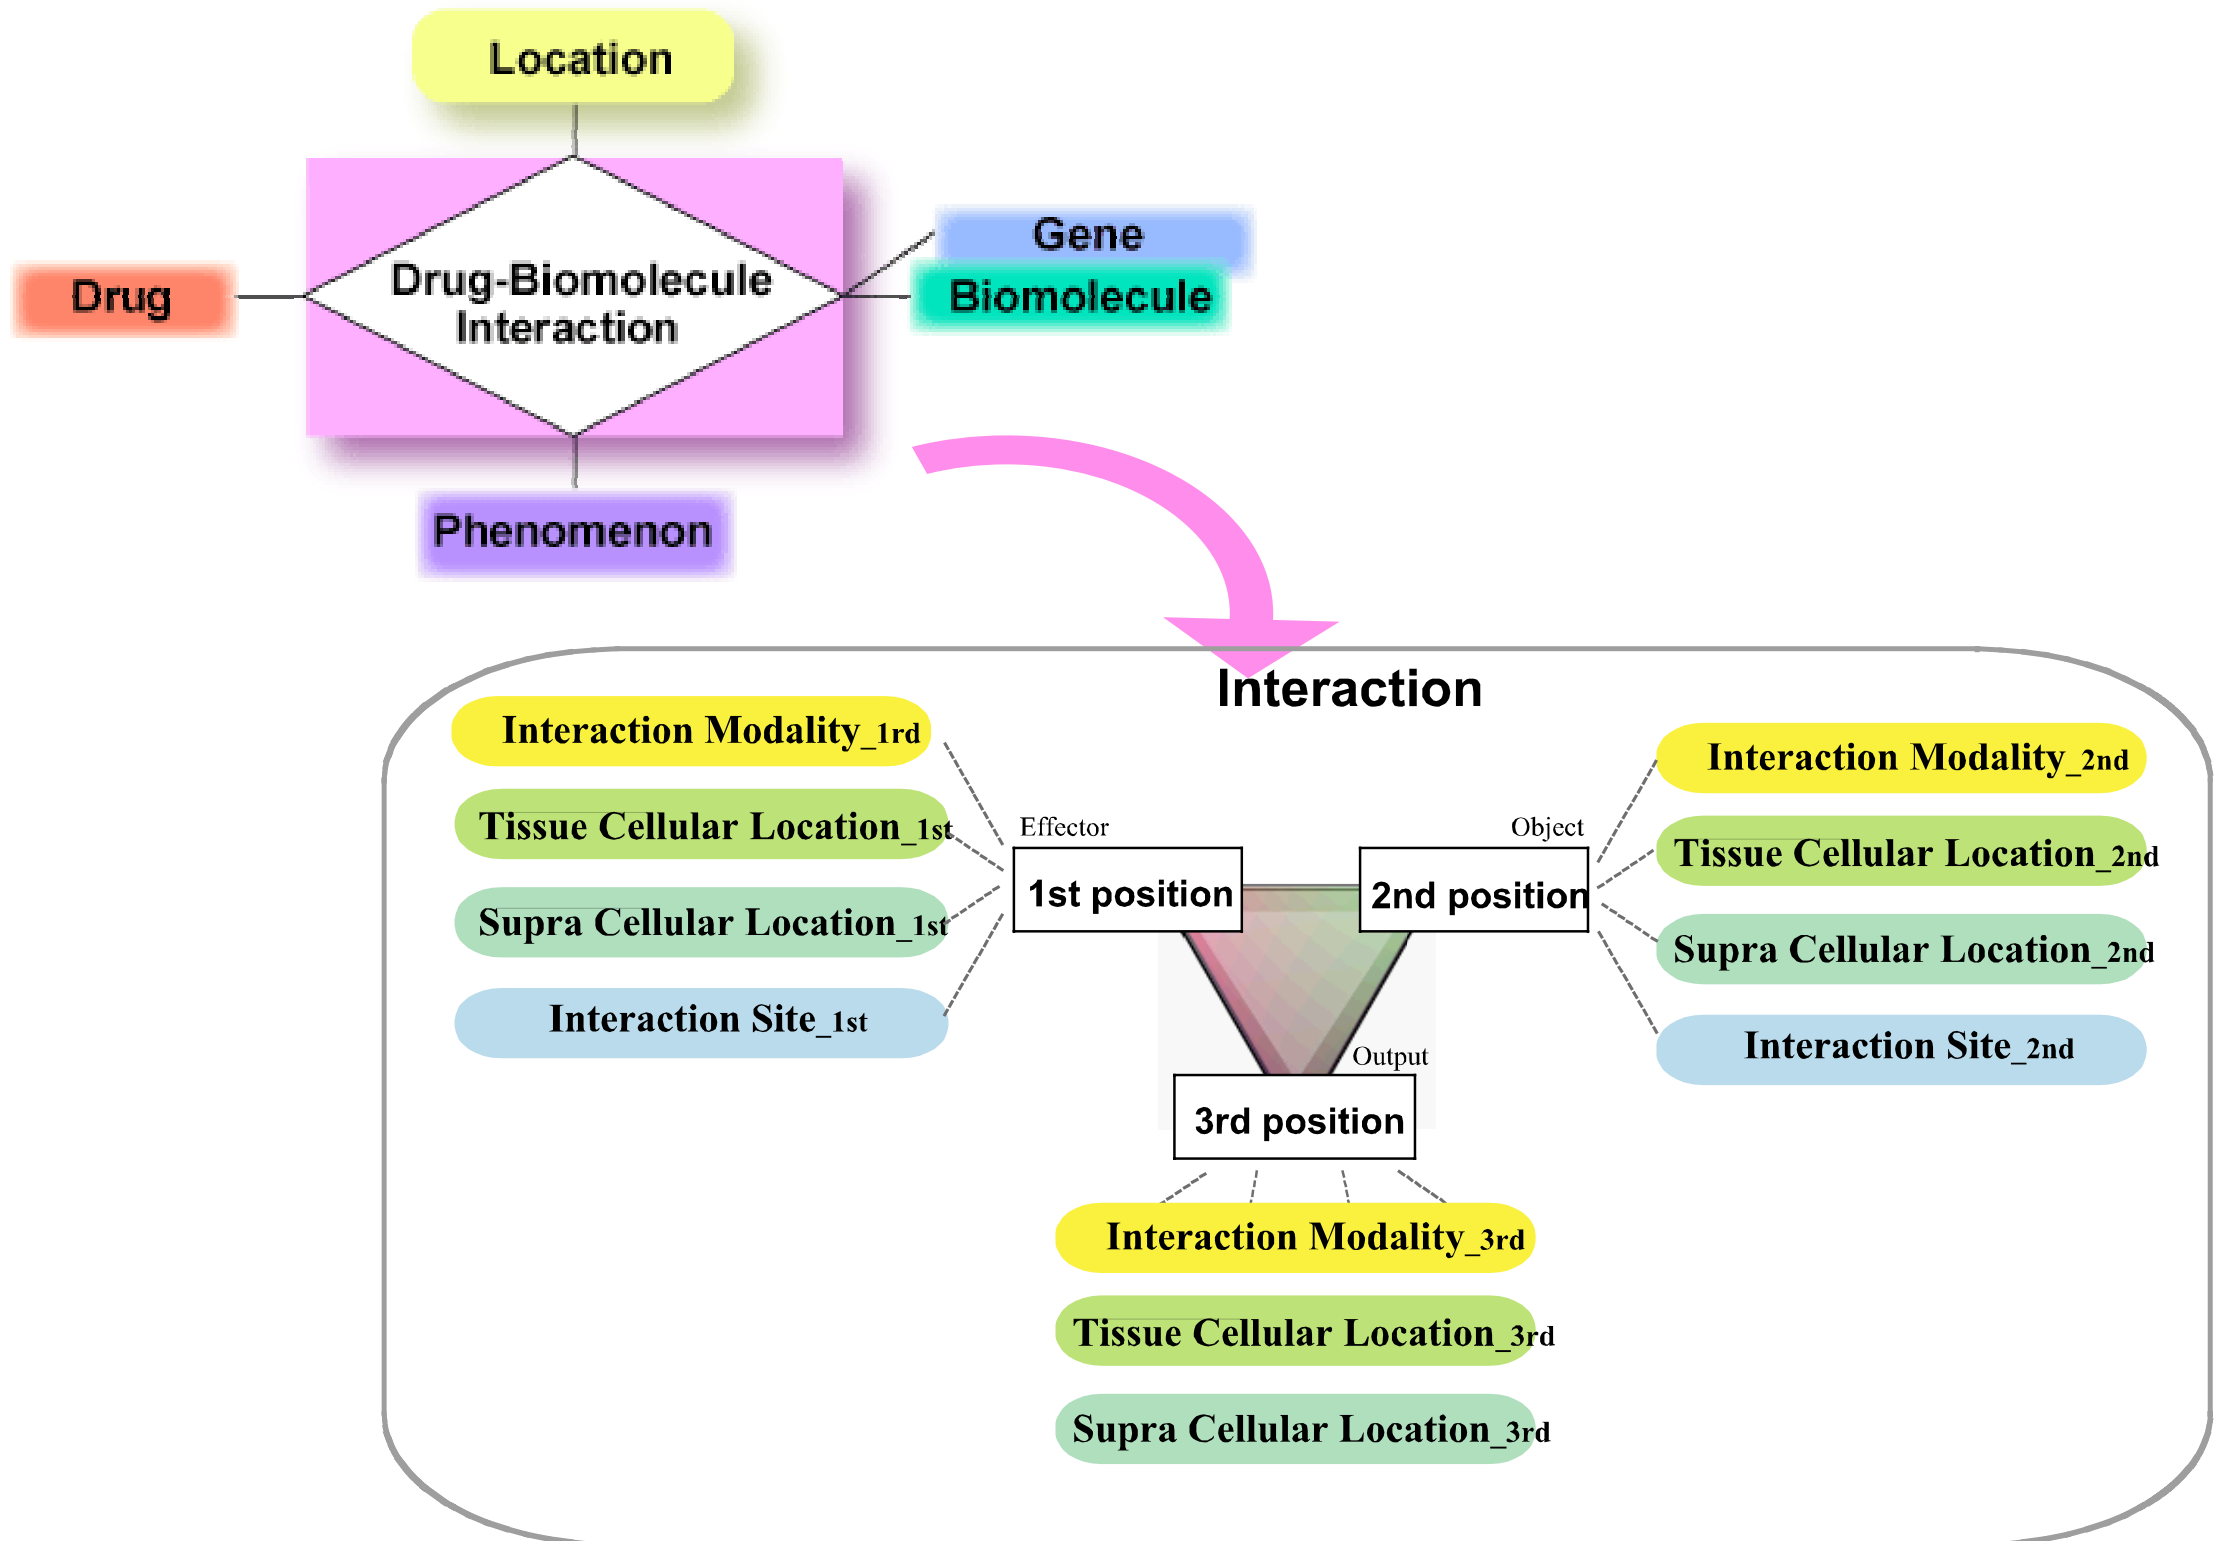 Location
Gene
Drug
Drug-Biomolecule
Interaction
Biomolecule
Phenomenon
Interaction
Interaction Modality_1rd
Tissue Cellular Location_1st
Supra Cellular Location_1st
Interaction Site_1st
Effector
1st position
Object
2nd position
Interaction Modality_2nd
Tissue Cellular Location_2nd
Supra Cellular Location_2nd
Interaction Site_2nd
Output
3rd position
Interaction Modality_3rd
Tissue Cellular Location_3rd
Supra Cellular Location_3rd